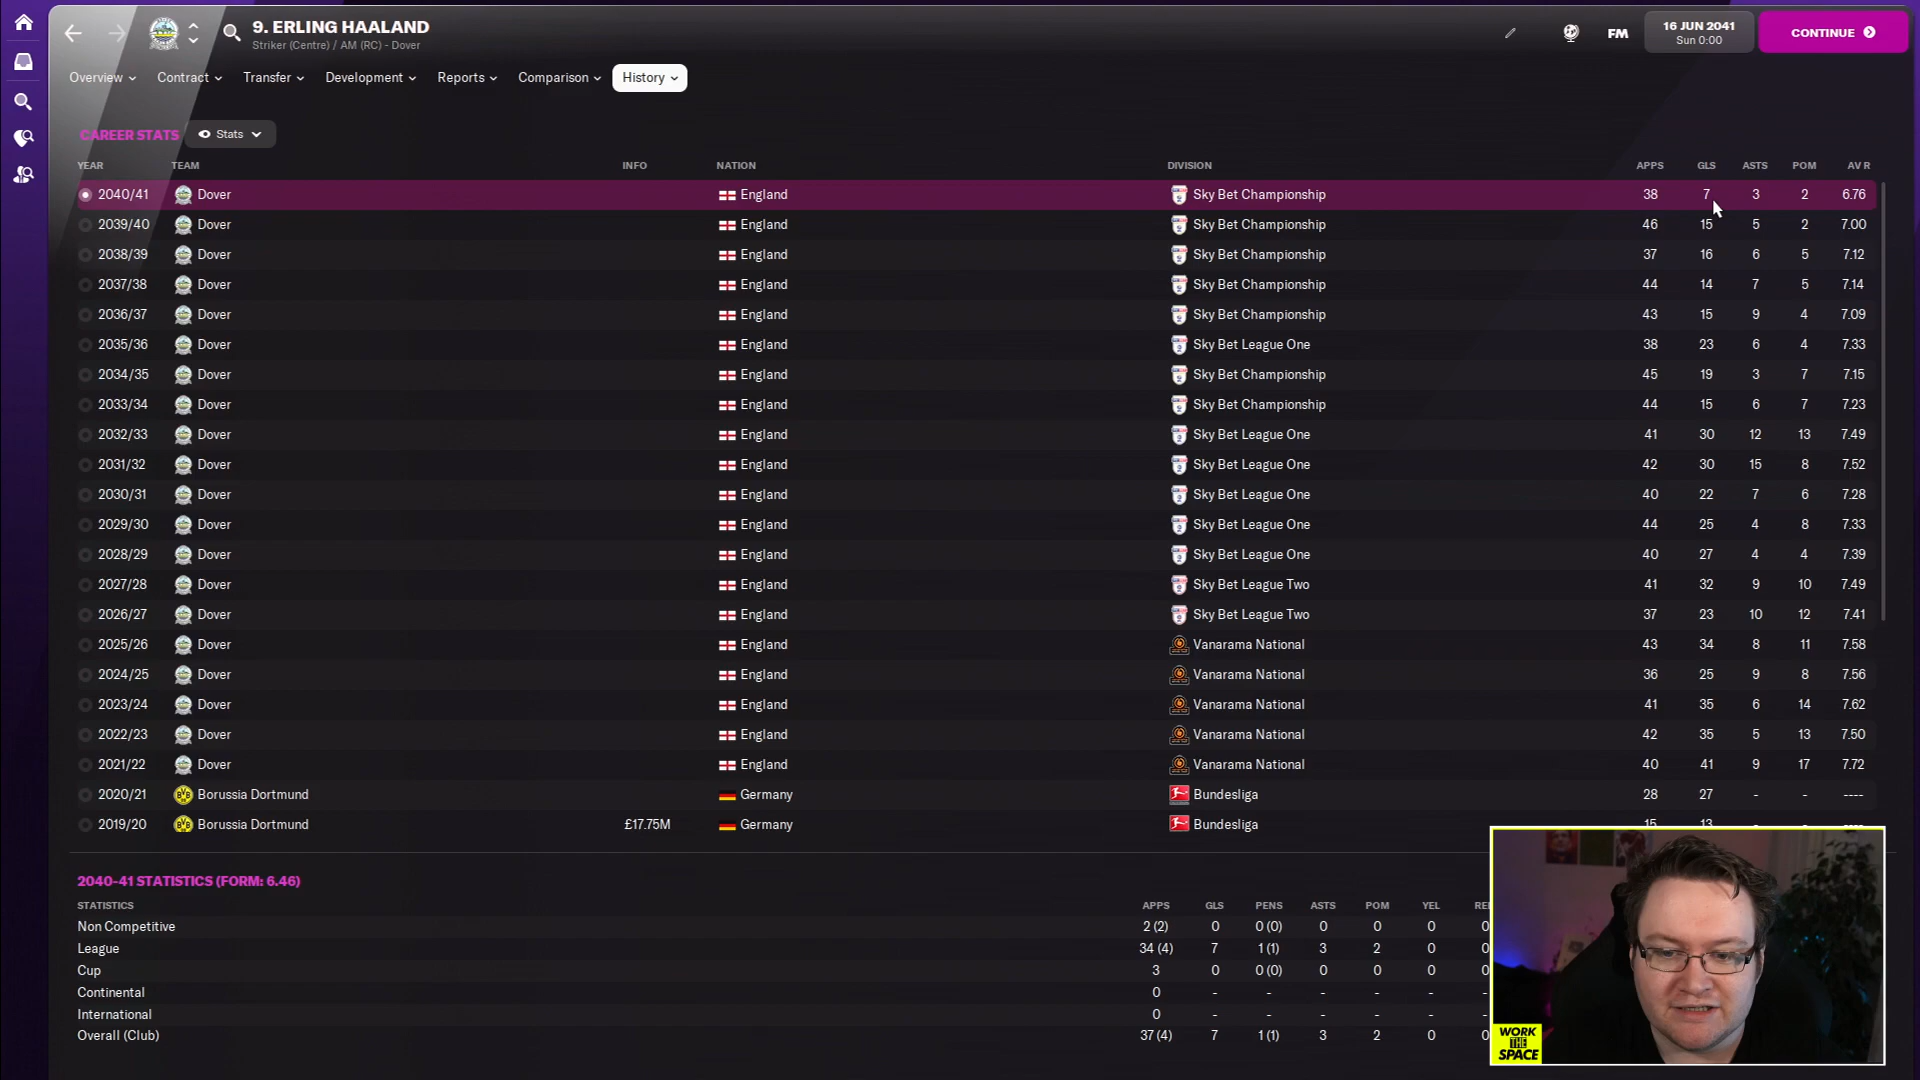 9. ERLING HAALAND
Striker (Centre) / AM (RC) - Dover
FM
16 JUN 2041
Sun 0:00
CONTINUE
Overview
Contract
Transfer
Development
Reports
Comparison
History
CAREER STATS
Stats
YEAR TEAM INFO NATION DIVISION APPS GLS ASTS POM AV R
2040/41 Dover England Sky Bet Championship 38 7 3 2 6.76
2039/40 Dover England Sky Bet Championship 46 15 5 2 7.00
2038/39 Dover England Sky Bet Championship 37 16 6 5 7.12
2037/38 Dover England Sky Bet Championship 44 14 7 5 7.14
2036/37 Dover England Sky Bet Championship 43 15 9 4 7.09
2035/36 Dover England Sky Bet League One 38 23 6 4 7.33
2034/35 Dover England Sky Bet Championship 45 19 3 7 7.15
2033/34 Dover England Sky Bet Championship 44 15 6 7 7.23
2032/33 Dover England Sky Bet League One 41 30 12 13 7.49
2031/32 Dover England Sky Bet League One 42 30 15 8 7.52
2030/31 Dover England Sky Bet League One 40 22 7 6 7.28
2029/30 Dover England Sky Bet League One 44 25 4 8 7.33
2028/29 Dover England Sky Bet League One 40 27 4 4 7.39
2027/28 Dover England Sky Bet League Two 41 32 9 10 7.49
2026/27 Dover England Sky Bet League Two 37 23 10 12 7.41
2025/26 Dover England Vanarama National 43 34 8 11 7.58
2024/25 Dover England Vanarama National 36 25 9 8 7.56
2023/24 Dover England Vanarama National 41 35 6 14 7.62
2022/23 Dover England Vanarama National 42 35 5 13 7.50
2021/22 Dover England Vanarama National 40 41 9 17 7.72
2020/21 Borussia Dortmund Germany Bundesliga 28 27 - - ----
2019/20 Borussia Dortmund £17.75M Germany Bundesliga 15 13
2040-41 STATISTICS (FORM: 6.46)
STATISTICS APPS GLS PENS ASTS POM YEL
Non Competitive 2 (2) 0 0 (0) 0 0 0 0
League 34 (4) 7 1 (1) 3 2 0 0
Cup 3 0 0 (0) 0 0 0 0
Continental 0 - - - - - -
International 0 - - - - - -
Overall (Club) 37 (4) 7 1 (1) 3 2 0 0
WORK
THE
SPACE